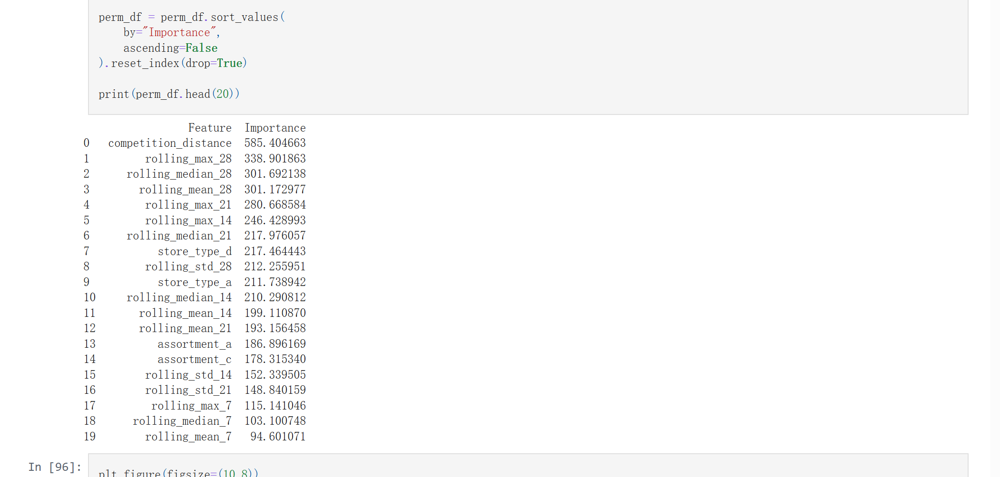 perm_df = perm_df.sort_values(
    by="Importance",
    ascending=False
).reset_index(drop=True)

print(perm_df.head(20))
                 Feature  Importance
0   competition_distance  585.404663
1         rolling_max_28  338.901863
2      rolling_median_28  301.692138
3        rolling_mean_28  301.172977
4         rolling_max_21  280.668584
5         rolling_max_14  246.428993
6      rolling_median_21  217.976057
7           store_type_d  217.464443
8         rolling_std_28  212.255951
9           store_type_a  211.738942
10     rolling_median_14  210.290812
11       rolling_mean_14  199.110870
12       rolling_mean_21  193.156458
13          assortment_a  186.896169
14          assortment_c  178.315340
15        rolling_std_14  152.339505
16        rolling_std_21  148.840159
17         rolling_max_7  115.141046
18      rolling_median_7  103.100748
19        rolling_mean_7   94.601071
In [96]:
plt.figure(figsize=(10,8))